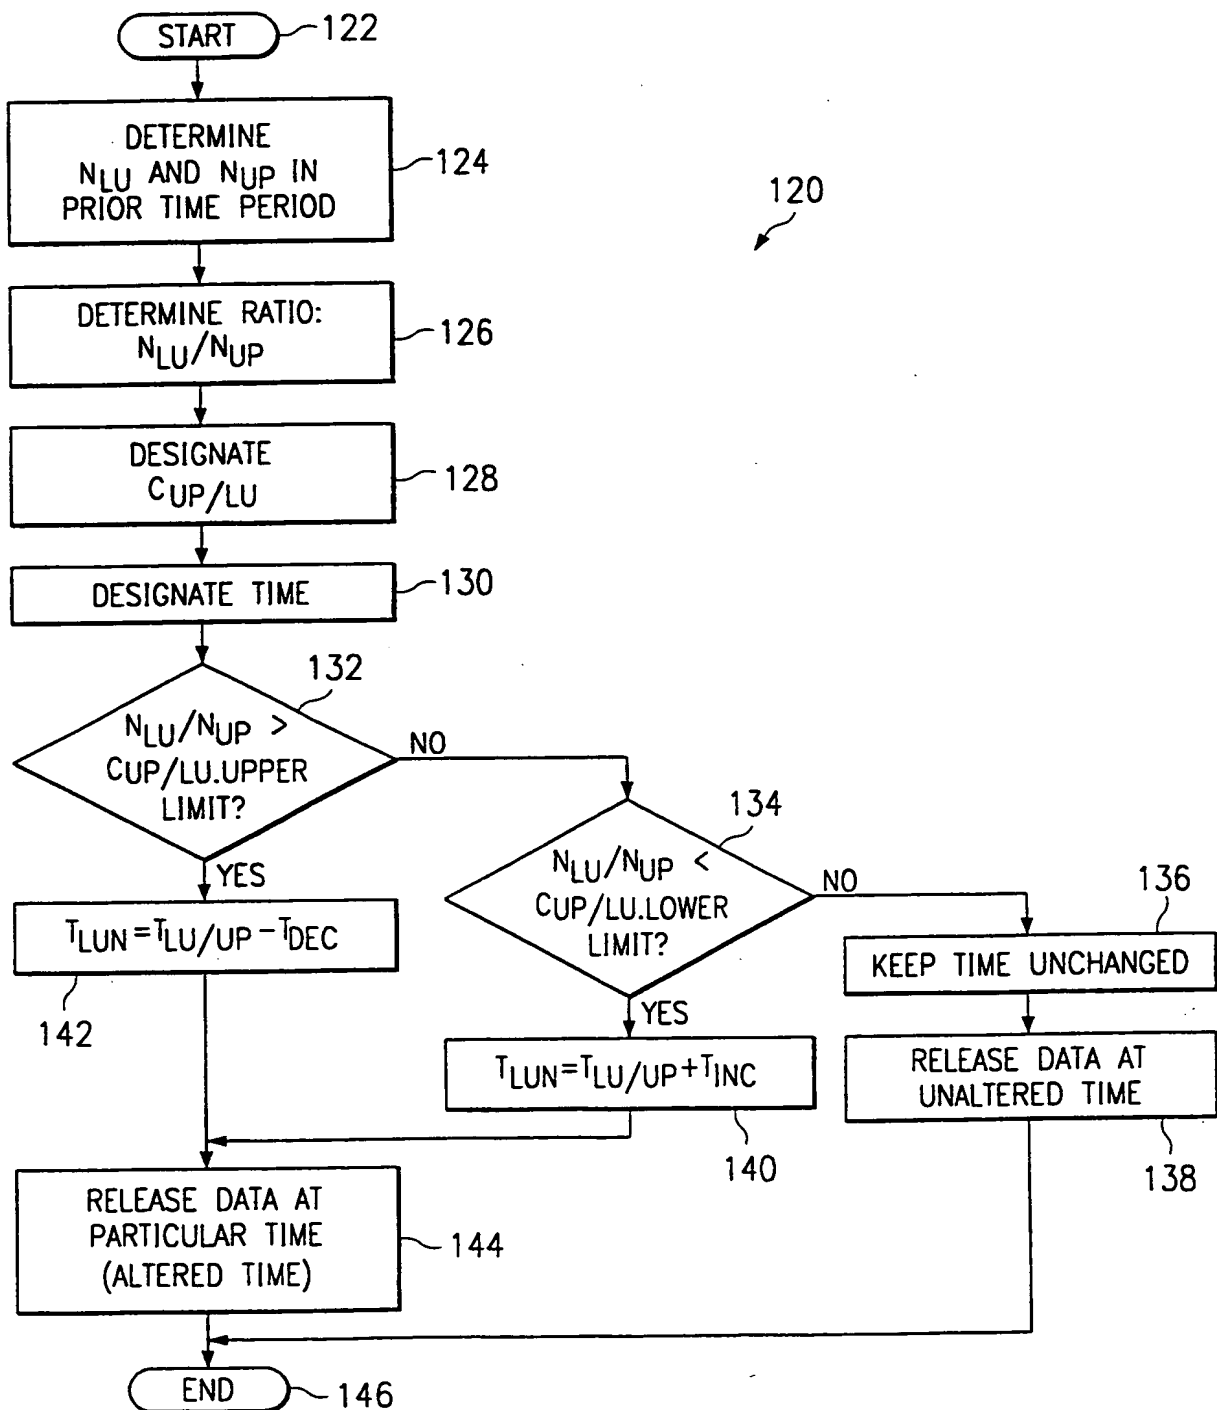 START
122
DETERMINE
NLU AND NUP IN
PRIOR TIME PERIOD
124
120
DETERMINE RATIO:
NLU/NUP
126
DESIGNATE
CUP/LU
128
DESIGNATE TIME
130
132
NLU/NUP >
CUP/LU.UPPER
LIMIT?
NO
YES
134
NLU/NUP <
CUP/LU.LOWER
LIMIT?
NO
YES
136
KEEP TIME UNCHANGED
TLUN=TLU/UP-TDEC
142
TLUN=TLU/UP+TINC
140
RELEASE DATA AT
UNALTERED TIME
138
RELEASE DATA AT
PARTICULAR TIME
(ALTERED TIME)
144
END
146